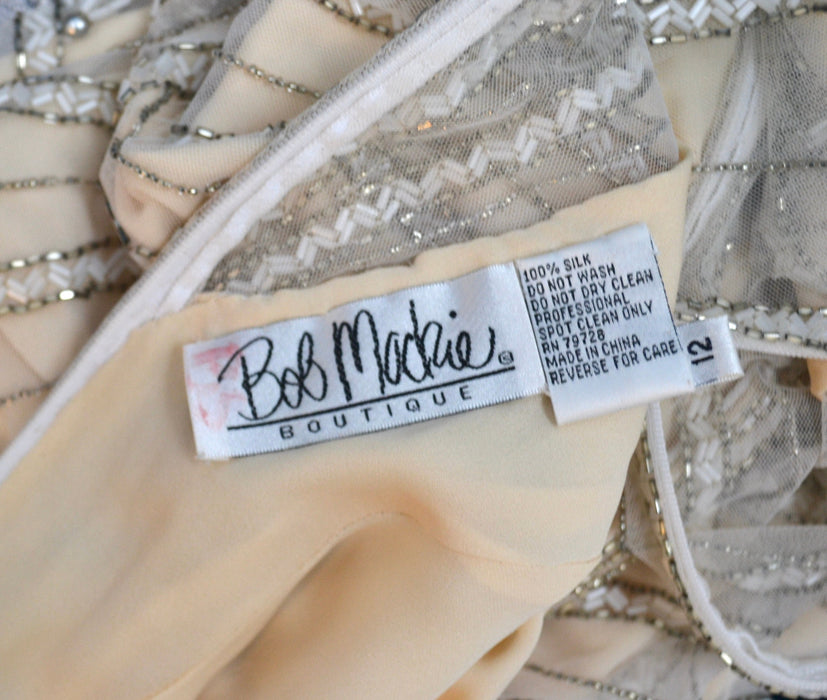 Bob Mackie
BOUTIQUE
100% SILK
DO NOT WASH
DO NOT DRY CLEAN
PROFESSIONAL
SPOT CLEAN ONLY
RN 79728
MADE IN CHINA
REVERSE FOR CARE
12